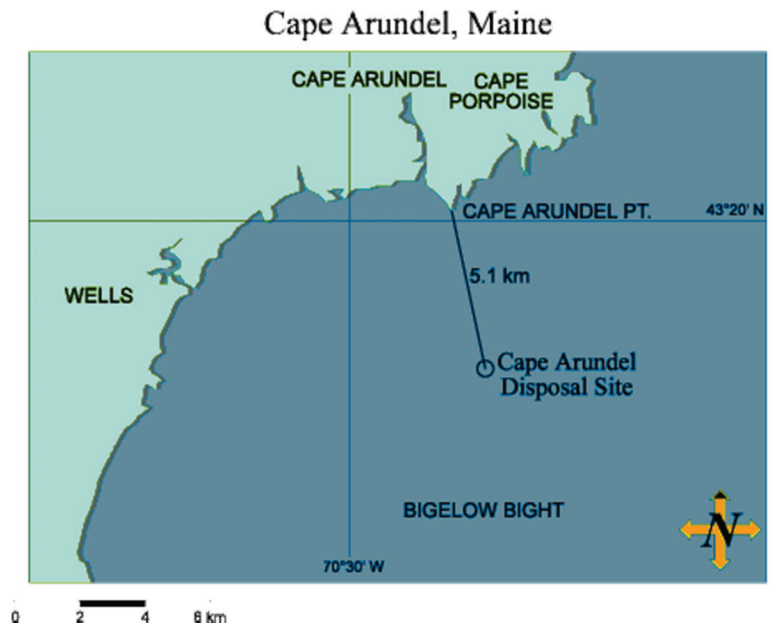 Cape Arundel, Maine
CAPE ARUNDEL
CAPE
PORPOISE
CAPE ARUNDEL PT.
43°20' N
5.1 km
WELLS
Cape Arundel
Disposal Site
BIGELOW BIGHT
N
70°30' W
0 2 4 6 km